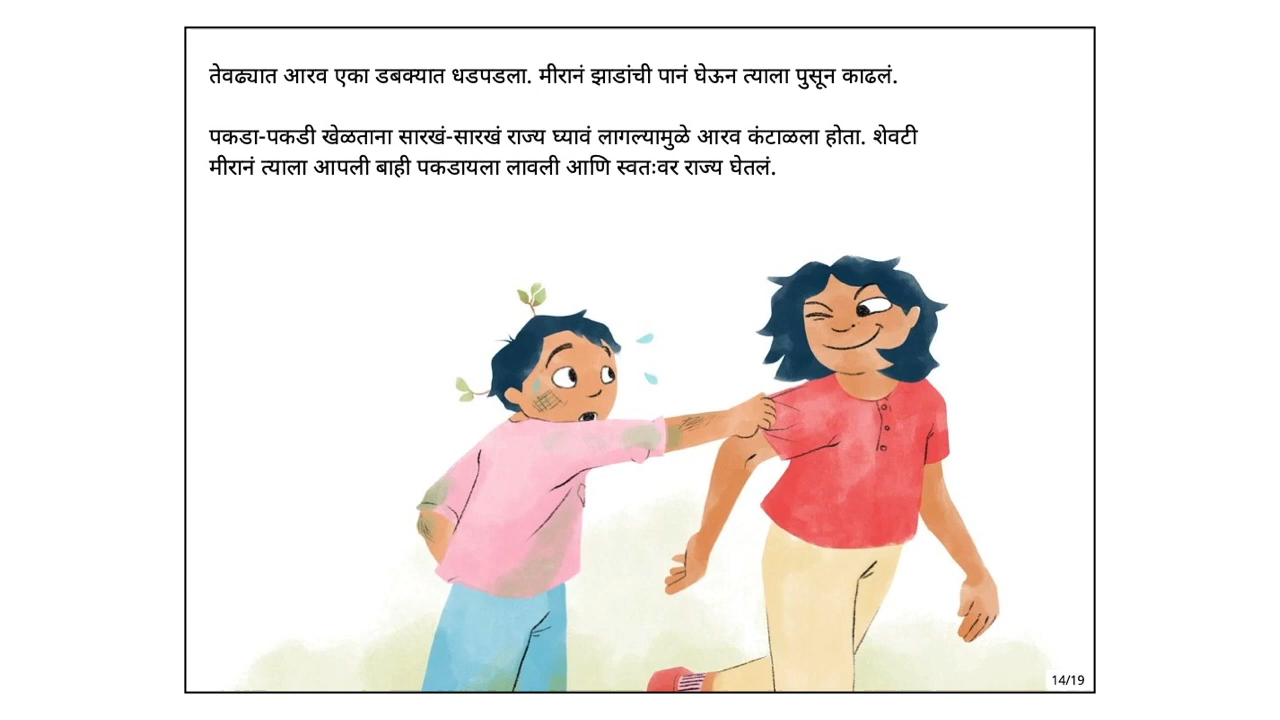 तेवढ्यात आरव एका डबक्यात धडपडला. मीरानं झाडांची पानं घेऊन त्याला पुसून काढलं.
पकडा-पकडी खेळताना सारखं-सारखं राज्य घ्यावं लागल्यामुळे आरव कंटाळला होता. शेवटी
मीरानं त्याला आपली बाही पकडायला लावली आणि स्वतःवर राज्य घेतलं.
14/19